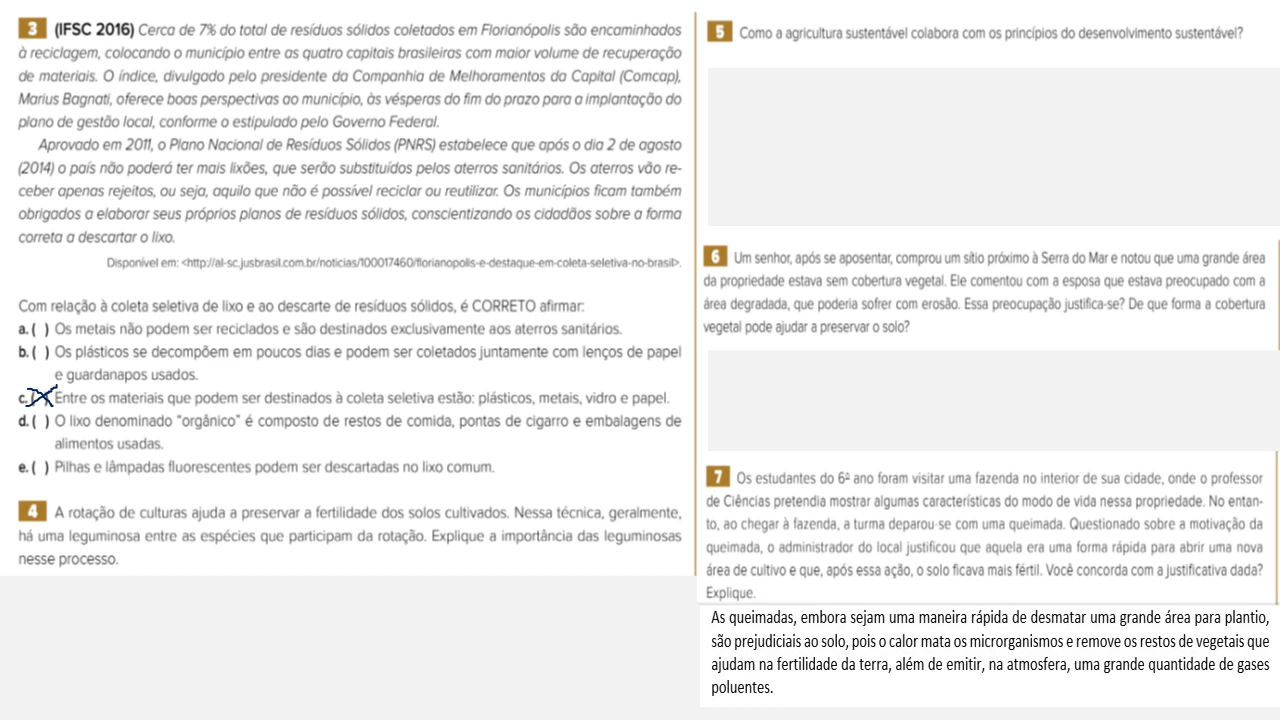 3 (IFSC 2016) Cerca de 7% do total de resíduos sólidos coletados em Florianópolis são encaminhados
à reciclagem, colocando o município entre as quatro capitais brasileiras com maior volume de recuperação
de materiais. O índice, divulgado pelo presidente da Companhia de Melhoramentos da Capital (Comcap),
Marius Bagnati, oferece boas perspectivas ao município, às vésperas do fim do prazo para a implantação do
plano de gestão local, conforme o estipulado pelo Governo Federal.
Aprovado em 2011, o Plano Nacional de Resíduos Sólidos (PNRS) estabelece que após o dia 2 de agosto
(2014) o país não poderá ter mais lixões, que serão substituídos pelos aterros sanitários. Os aterros vão re-
ceber apenas rejeitos, ou seja, aquilo que não é possível reciclar ou reutilizar. Os municípios ficam também
obrigados a elaborar seus próprios planos de resíduos sólidos, conscientizando os cidadãos sobre a forma
correta a descartar o lixo.
Disponível em: <http://al-sc.jusbrasil.com.br/noticias/100017460/florianopolis-e-destaque-em-coleta-seletiva-no-brasil>.
Com relação à coleta seletiva de lixo e ao descarte de resíduos sólidos, é CORRETO afirmar:
a. ( ) Os metais não podem ser reciclados e são destinados exclusivamente aos aterros sanitários.
b. ( ) Os plásticos se decompõem em poucos dias e podem ser coletados juntamente com lenços de papel
e guardanapos usados.
c. (X) Entre os materiais que podem ser destinados à coleta seletiva estão: plásticos, metais, vidro e papel.
d. ( ) O lixo denominado “orgânico” é composto de restos de comida, pontas de cigarro e embalagens de
alimentos usadas.
e. ( ) Pilhas e lâmpadas fluorescentes podem ser descartadas no lixo comum.
4 A rotação de culturas ajuda a preservar a fertilidade dos solos cultivados. Nessa técnica, geralmente,
há uma leguminosa entre as espécies que participam da rotação. Explique a importância das leguminosas
nesse processo.
5 Como a agricultura sustentável colabora com os princípios do desenvolvimento sustentável?
6 Um senhor, após se aposentar, comprou um sítio próximo à Serra do Mar e notou que uma grande área
da propriedade estava sem cobertura vegetal. Ele comentou com a esposa que estava preocupado com a
área degradada, que poderia sofrer com erosão. Essa preocupação justifica-se? De que forma a cobertura
vegetal pode ajudar a preservar o solo?
7 Os estudantes do 6º ano foram visitar uma fazenda no interior de sua cidade, onde o professor
de Ciências pretendia mostrar algumas características do modo de vida nessa propriedade. No entan-
to, ao chegar à fazenda, a turma deparou-se com uma queimada. Questionado sobre a motivação da
queimada, o administrador do local justificou que aquela era uma forma rápida para abrir uma nova
área de cultivo e que, após essa ação, o solo ficava mais fértil. Você concorda com a justificativa dada?
Explique.
As queimadas, embora sejam uma maneira rápida de desmatar uma grande área para plantio,
são prejudiciais ao solo, pois o calor mata os microrganismos e remove os restos de vegetais que
ajudam na fertilidade da terra, além de emitir, na atmosfera, uma grande quantidade de gases
poluentes.